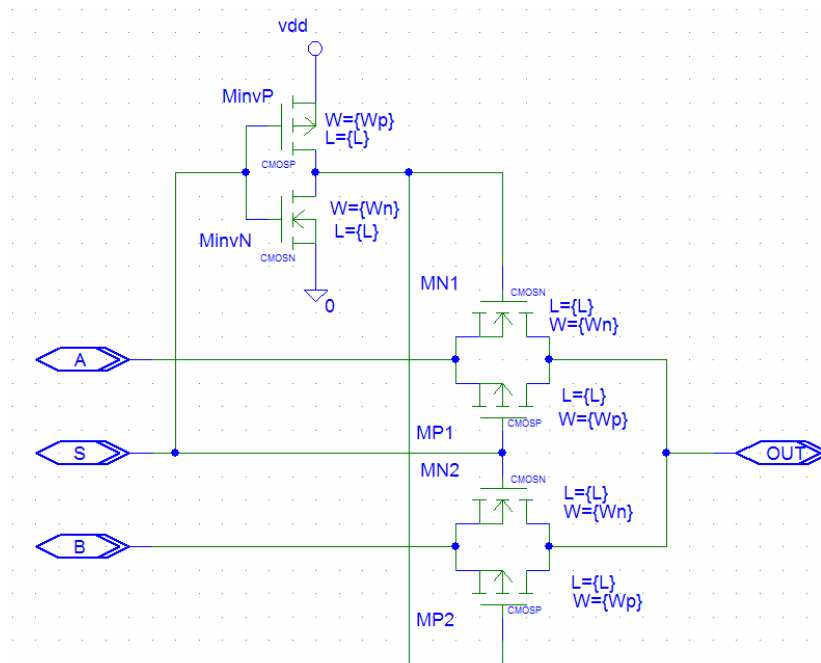 vdd
MinvP
W={Wp}
L={L}
CMOSP
W={Wn}
L={L}
MinvN
CMOSN
0
MN1
CMOSN
L={L}
W={Wn}
A
L={L}
W={Wp}
MP1
CMOSP
S
OUT
MN2
CMOSN
L={L}
W={Wn}
B
L={L}
W={Wp}
CMOSP
MP2